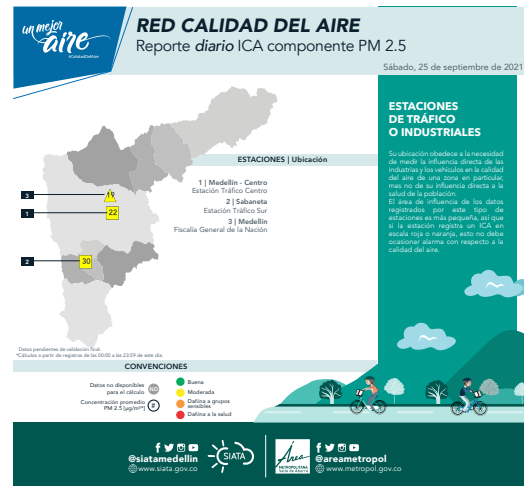 un mejor
aire
#CalidadDelAire
RED CALIDAD DEL AIRE
Reporte diario ICA componente PM 2.5
Sábado, 25 de septiembre de 2021
ESTACIONES
DE TRÁFICO
O INDUSTRIALES
Su ubicación obedece a la necesidad
de medir la influencia directa de las
industrias y los vehículos en la calidad
del aire de una zona en particular,
mas no de su influencia directa a la
salud de la población.
El área de influencia de los datos
registrados por este tipo de
estaciones es más pequeña, así que
si la estación registra un ICA en
escala roja o naranja, esto no debe
ocasionar alarma con respecto a la
calidad del aire.
ESTACIONES | Ubicación
1 | Medellín - Centro
Estación Tráfico Centro
2 | Sabaneta
Estación Tráfico Sur
3 | Medellín
Fiscalía General de la Nación
3
19
1
22
2
30
Datos pendientes de validación final.
*Cálculos a partir de registros de las 00:00 a las 23:59 de este día.
CONVENCIONES
Datos no disponibles
para el cálculo
ND
Concentración promedio
PM 2.5 [µg/m³*]
#
Buena
Moderada
Dañina a grupos
sensibles
Dañina a la salud
@siatamedellin
www.siata.gov.co
SIATA
Área
METROPOLITANA
Valle de Aburrá
@areametropol
www.metropol.gov.co